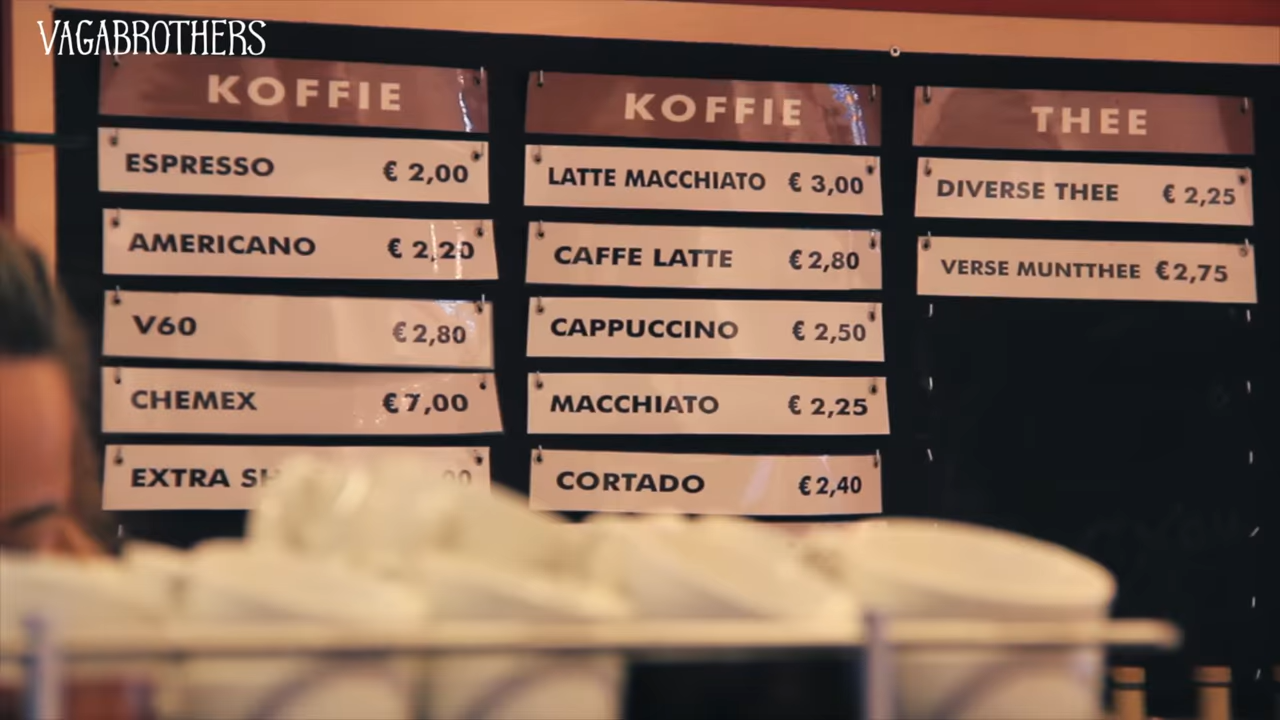 VAGABROTHERS
KOFFIE
ESPRESSO € 2,00
AMERICANO € 2,20
V60 € 2,80
CHEMEX € 7,00
EXTRA
KOFFIE
LATTE MACCHIATO € 3,00
CAFFE LATTE € 2,80
CAPPUCCINO € 2,50
MACCHIATO € 2,25
CORTADO € 2,40
THEE
DIVERSE THEE € 2,25
VERSE MUNTTHEE €2,75